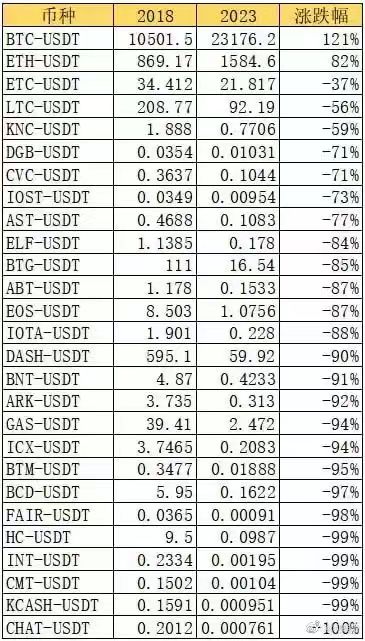 币种 2018 2023 涨跌幅
BTC-USDT 10501.5 23176.2 121%
ETH-USDT 869.17 1584.6 82%
ETC-USDT 34.412 21.817 -37%
LTC-USDT 208.77 92.19 -56%
KNC-USDT 1.888 0.7706 -59%
DGB-USDT 0.0354 0.01031 -71%
CVC-USDT 0.3637 0.1044 -71%
IOST-USDT 0.0349 0.00954 -73%
AST-USDT 0.4688 0.1083 -77%
ELF-USDT 1.1385 0.178 -84%
BTG-USDT 111 16.54 -85%
ABT-USDT 1.178 0.1533 -87%
EOS-USDT 8.503 1.0756 -87%
IOTA-USDT 1.901 0.228 -88%
DASH-USDT 595.1 59.92 -90%
BNT-USDT 4.87 0.4233 -91%
ARK-USDT 3.735 0.313 -92%
GAS-USDT 39.41 2.472 -94%
ICX-USDT 3.7465 0.2083 -94%
BTM-USDT 0.3477 0.01888 -95%
BCD-USDT 5.95 0.1622 -97%
FAIR-USDT 0.0365 0.00091 -98%
HC-USDT 9.5 0.0987 -99%
INT-USDT 0.2334 0.00195 -99%
CMT-USDT 0.1502 0.00104 -99%
KCASH-USDT 0.1591 0.000951 -99%
CHAT-USDT 0.2012 0.000761 -100%